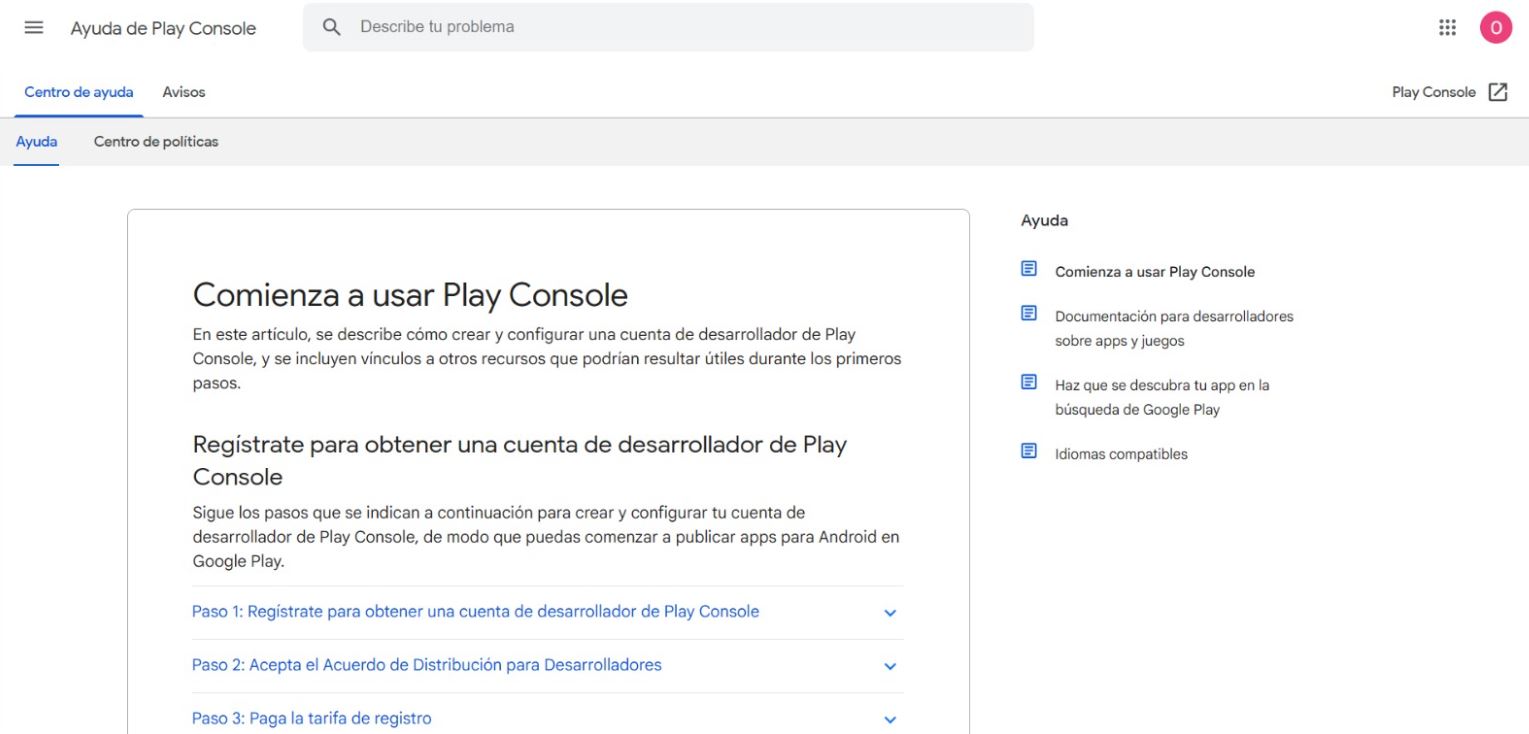 Ayuda de Play Console
Describe tu problema
O
Centro de ayuda
Avisos
Play Console
Ayuda
Centro de políticas
Comienza a usar Play Console
En este artículo, se describe cómo crear y configurar una cuenta de desarrollador de Play
Console, y se incluyen vínculos a otros recursos que podrían resultar útiles durante los primeros
pasos.
Regístrate para obtener una cuenta de desarrollador de Play
Console
Sigue los pasos que se indican a continuación para crear y configurar tu cuenta de
desarrollador de Play Console, de modo que puedas comenzar a publicar apps para Android en
Google Play.
Paso 1: Regístrate para obtener una cuenta de desarrollador de Play Console
Paso 2: Acepta el Acuerdo de Distribución para Desarrolladores
Paso 3: Paga la tarifa de registro
Ayuda
Comienza a usar Play Console
Documentación para desarrolladores
sobre apps y juegos
Haz que se descubra tu app en la
búsqueda de Google Play
Idiomas compatibles